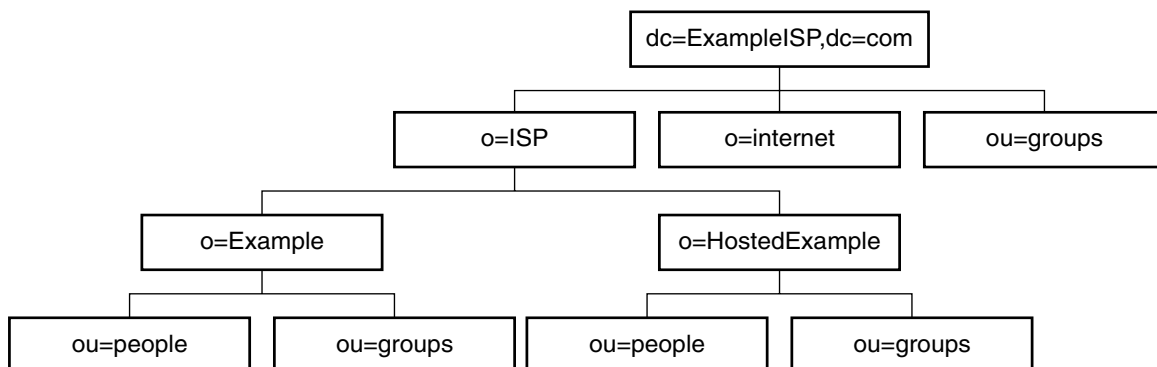 dc=ExampleISP,dc=com
o=ISP
o=internet
ou=groups
o=Example
o=HostedExample
ou=people
ou=groups
ou=people
ou=groups